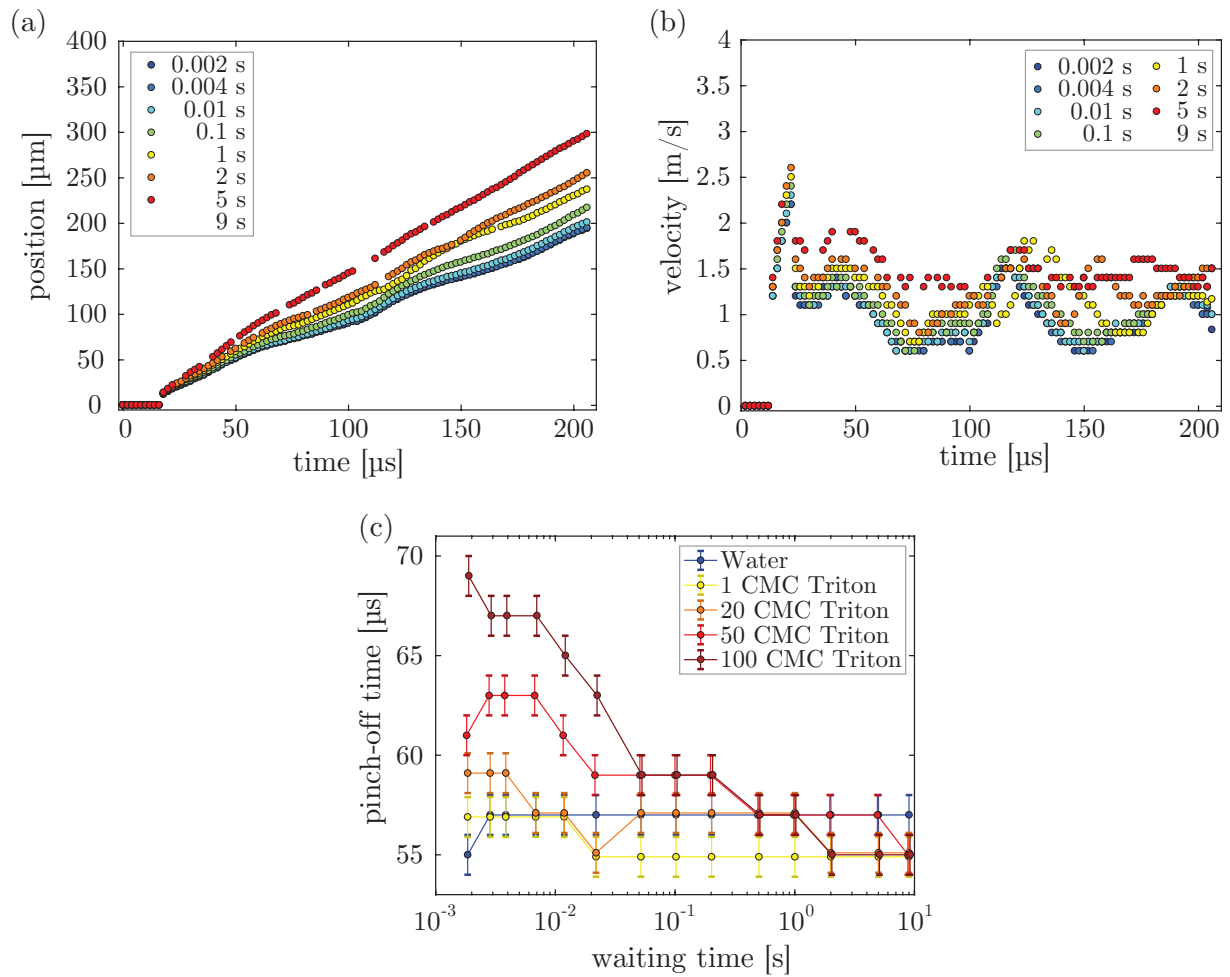 (a)
400
350
300
250
200
150
100
50
0
position [µm]
0.002 s
0.004 s
0.01 s
0.1 s
1 s
2 s
5 s
9 s
0 50 100 150 200
time [µs]
(b)
4
3.5
3
2.5
2
1.5
1
0.5
0
velocity [m/s]
0.002 s 1 s
0.004 s 2 s
0.01 s 5 s
0.1 s 9 s
0 50 100 150 200
time [µs]
(c)
70
65
60
55
pinch-off time [µs]
Water
1 CMC Triton
20 CMC Triton
50 CMC Triton
100 CMC Triton
10⁻³ 10⁻² 10⁻¹ 10⁰ 10¹
waiting time [s]